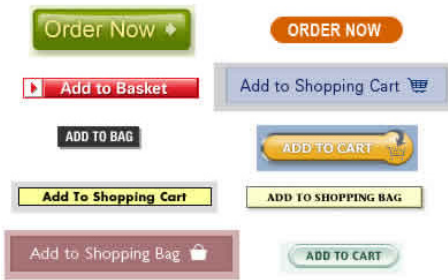 Order Now
ORDER NOW
Add to Basket
Add to Shopping Cart
ADD TO BAG
ADD TO CART
Add To Shopping Cart
ADD TO SHOPPING BAG
Add to Shopping Bag
ADD TO CART